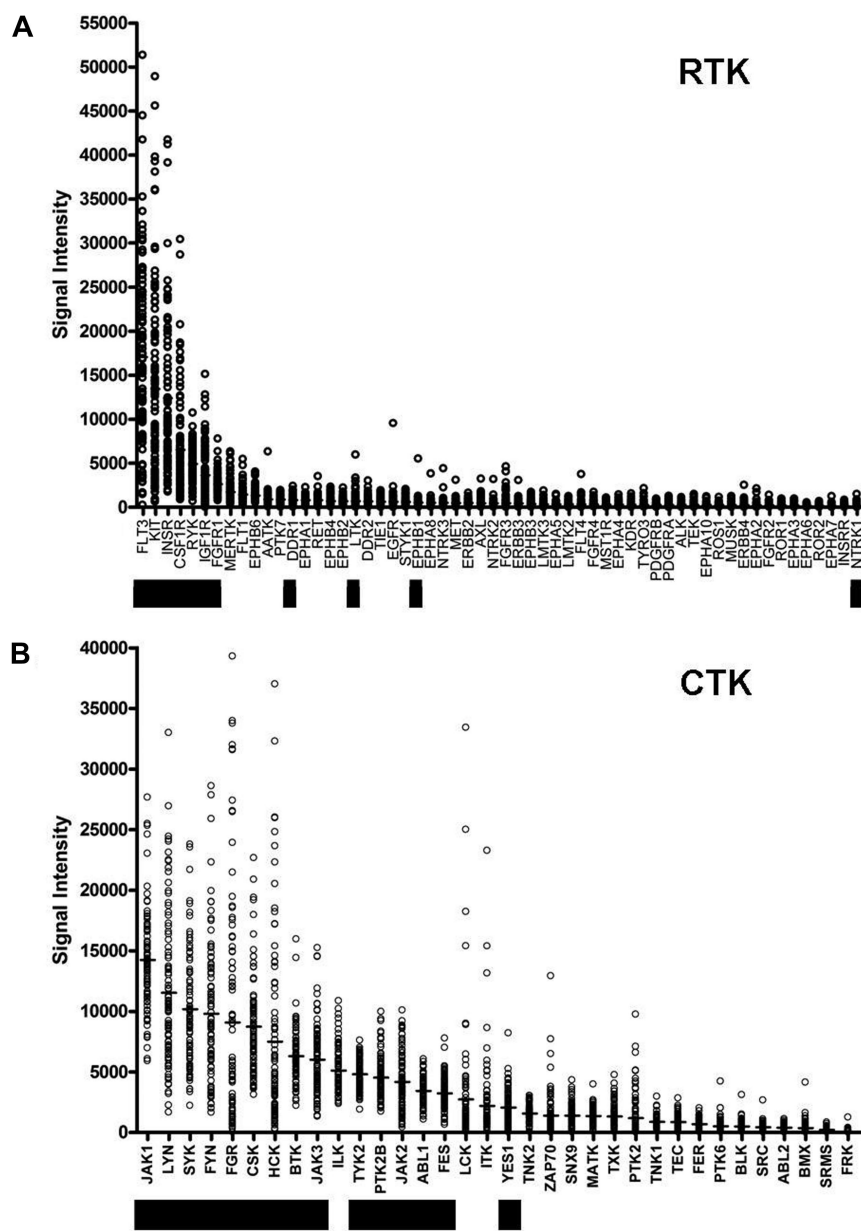 A
RTK
Signal Intensity
55000
50000
45000
40000
35000
30000
25000
20000
15000
10000
5000
0
FLT3
KIT
INSR
CSF1R
RYK
IGF1R
FGFR1
MERTK
FLT1
EPHB6
AATK
PTK7
DDR1
EPHA1
RET
EPHB4
EPHB2
LTK
DDR2
TIE1
EGFR
STYK1
EPHB1
EPHA8
NTRK3
MET
ERBB2
AXL
NTRK2
FGFR3
ERBB3
EPHB3
LMTK3
EPHA5
LMTK2
FLT4
FGFR4
MST1R
EPHA4
KDR
TYRO3
PDGFRB
PDGFRA
ALK
TEK
EPHA10
ROS1
MUSK
ERBB4
EPHA2
FGFR2
ROR1
EPHA3
EPHA6
ROR2
EPHA7
INSRR
NTRK1
B
CTK
Signal Intensity
40000
35000
30000
25000
20000
15000
10000
5000
0
JAK1
LYN
SYK
FYN
FGR
CSK
HCK
BTK
JAK3
ILK
TYK2
PTK2B
JAK2
ABL1
FES
LCK
ITK
YES1
TNK2
ZAP70
SNX9
MATK
TXK
PTK2
TNK1
TEC
FER
PTK6
BLK
SRC
ABL2
BMX
SRMS
FRK